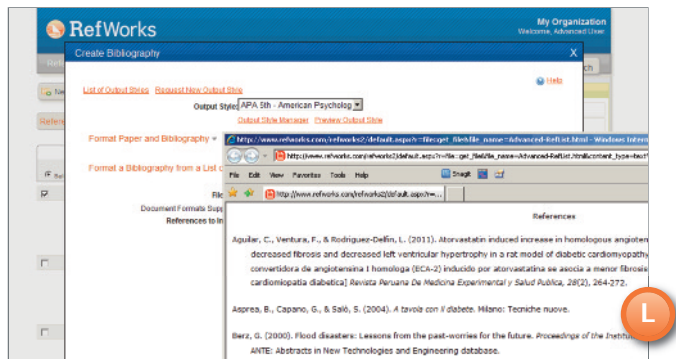 RefWorks
My Organization
Welcome, Advanced User
Create Bibliography
X
Help
List of Output Styles Request New Output Style
Output Style: APA 5th - American Psycholog
Output Style Manager Preview Output Style
Format Paper and Bibliography
http://www.refworks.com/refworks2/default.aspx?r=file::get_file&file_name=Advanced-RefList.html - Windows Intern
http://www.refworks.com/refworks2/default.aspx?r=file::get_file&file_name=Advanced-RefList.html&content_type=text
Format a Bibliography from a List o
File Edit View Favorites Tools Help
SnagIt
http://www.refworks.com/refworks2/default.aspx?r=...
File
Document Formats Supp
References to In
References
Aguilar, C., Ventura, F., & Rodriguez-Delfin, L. (2011). Atorvastatin induced increase in homologous angioten
decreased fibrosis and decreased left ventricular hypertrophy in a rat model of diabetic cardiomyopathy
convertidora de angiotensina I homologa (ECA-2) inducido por atorvastatina se asocia a menor fibrosis
cardiomiopatia diabetica] Revista Peruana De Medicina Experimental y Salud Publica, 28(2), 264-272.
Asprea, B., Capano, G., & Salò, S. (2004). A tavola con il diabete. Milano: Tecniche nuove.
Berz, G. (2000). Flood disasters: Lessons from the past-worries for the future. Proceedings of the Institut
ANTE: Abstracts in New Technologies and Engineering database.
L